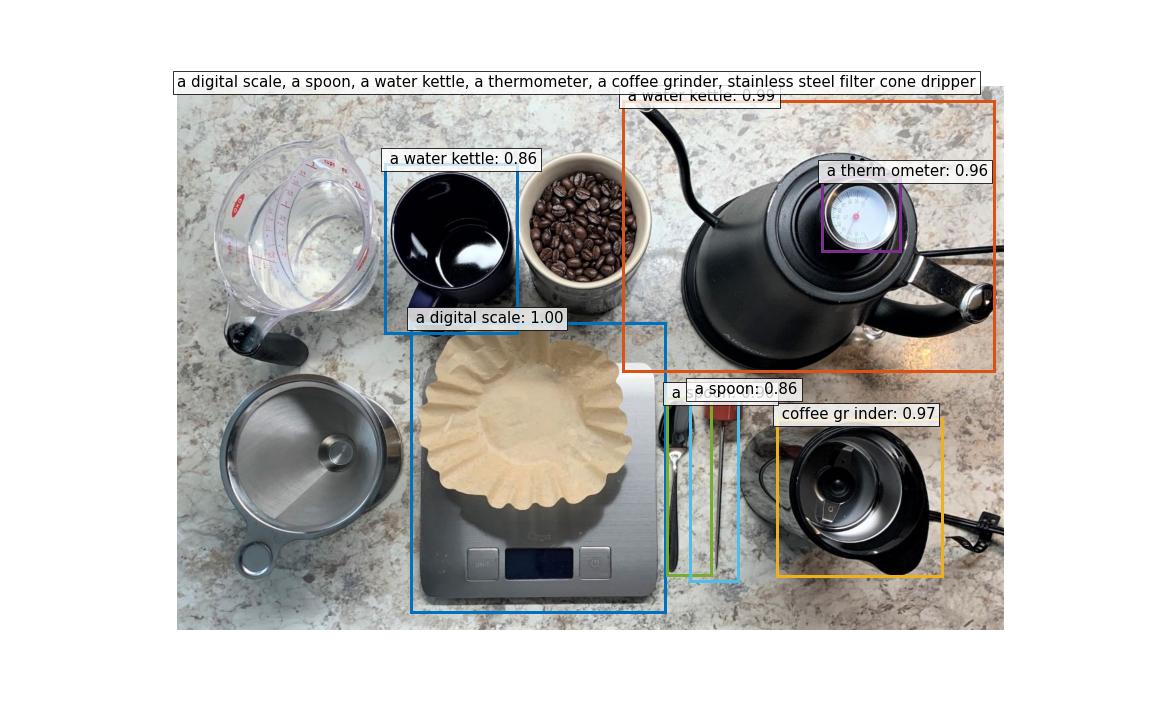 a digital scale, a spoon, a water kettle, a thermometer, a coffee grinder, stainless steel filter cone dripper
a water kettle: 0.99
a water kettle: 0.86
a therm ometer: 0.96
a digital scale: 1.00
a spoon: 0.86
a
coffee gr inder: 0.97
OXO